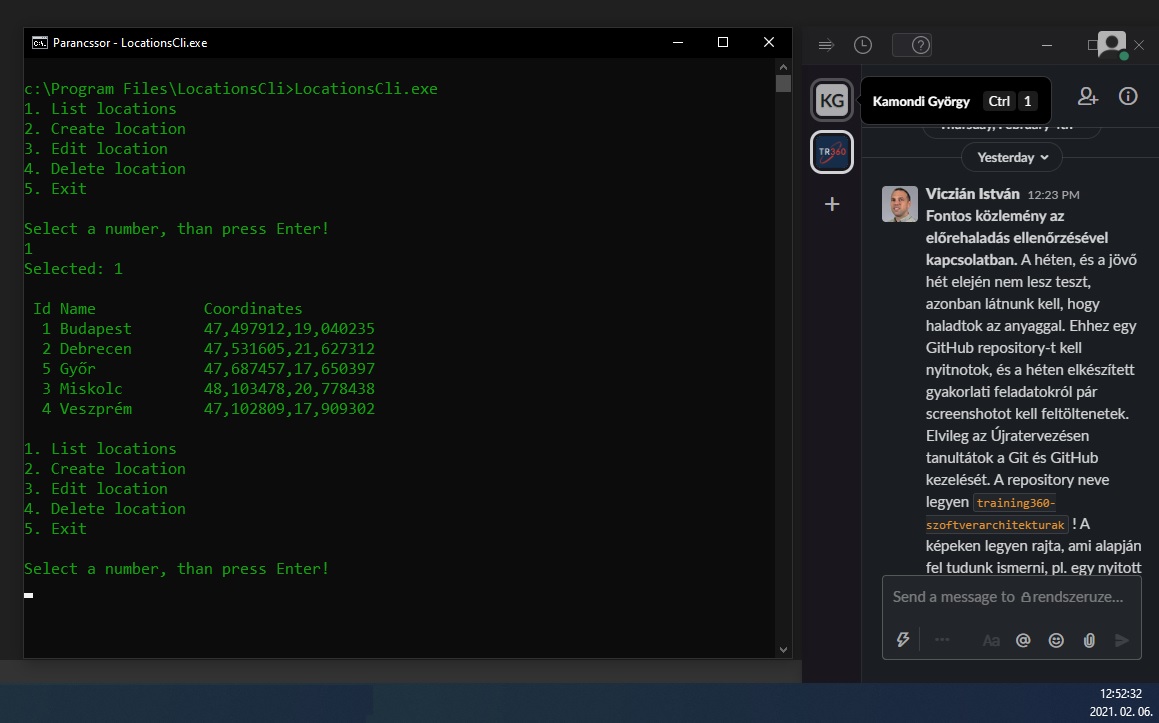 Parancssor - LocationsCli.exe
c:\Program Files\LocationsCli>LocationsCli.exe
1. List locations
2. Create location
3. Edit location
4. Delete location
5. Exit
Select a number, than press Enter!
1
Selected: 1
Id Name Coordinates
1 Budapest 47,497912,19,040235
2 Debrecen 47,531605,21,627312
5 Győr 47,687457,17,650397
3 Miskolc 48,103478,20,778438
4 Veszprém 47,102809,17,909302
1. List locations
2. Create location
3. Edit location
4. Delete location
5. Exit
Select a number, than press Enter!
KG
Kamondi György Ctrl 1
TR360
Thursday, February 4th
Yesterday
Viczián István 12:23 PM
Fontos közlemény az
előrehaladás ellenőrzésével
kapcsolatban. A héten, és a jövő
hét elején nem lesz teszt,
azonban látnunk kell, hogy
haladtok az anyaggal. Ehhez egy
GitHub repository-t kell
nyitnotok, és a héten elkészített
gyakorlati feladatokról pár
screenshotot kell feltöltenetek.
Elvileg az Újratervezésen
tanultátok a Git és GitHub
kezelését. A repository neve
legyen training360-
szoftverarchitekturak ! A
képeken legyen rajta, ami alapján
fel tudunk ismerni, pl. egy nyitott
Send a message to rendszeruze...
Aa
12:52:32
2021. 02. 06.